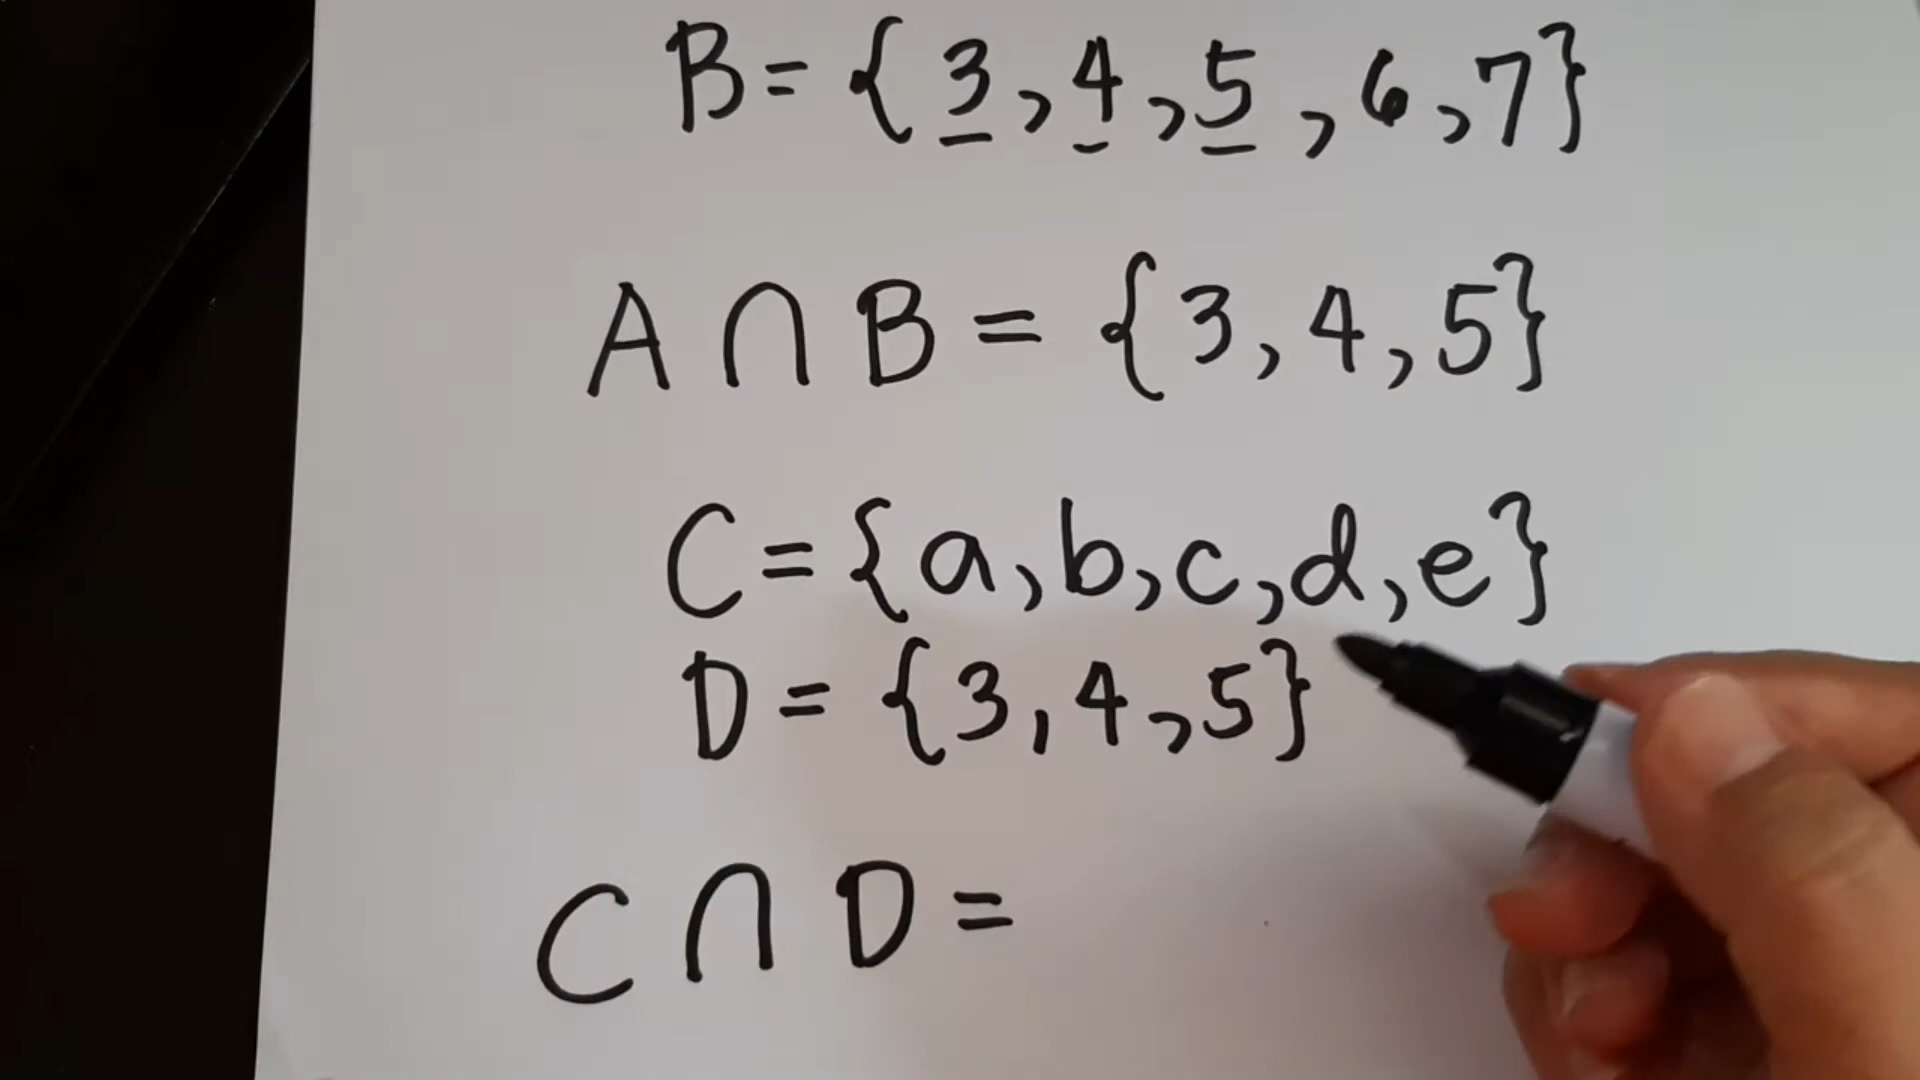 B = {3, 4, 5, 6, 7}
A ∩ B = {3, 4, 5}
C = {a, b, c, d, e}
D = {3, 4, 5}
C ∩ D =